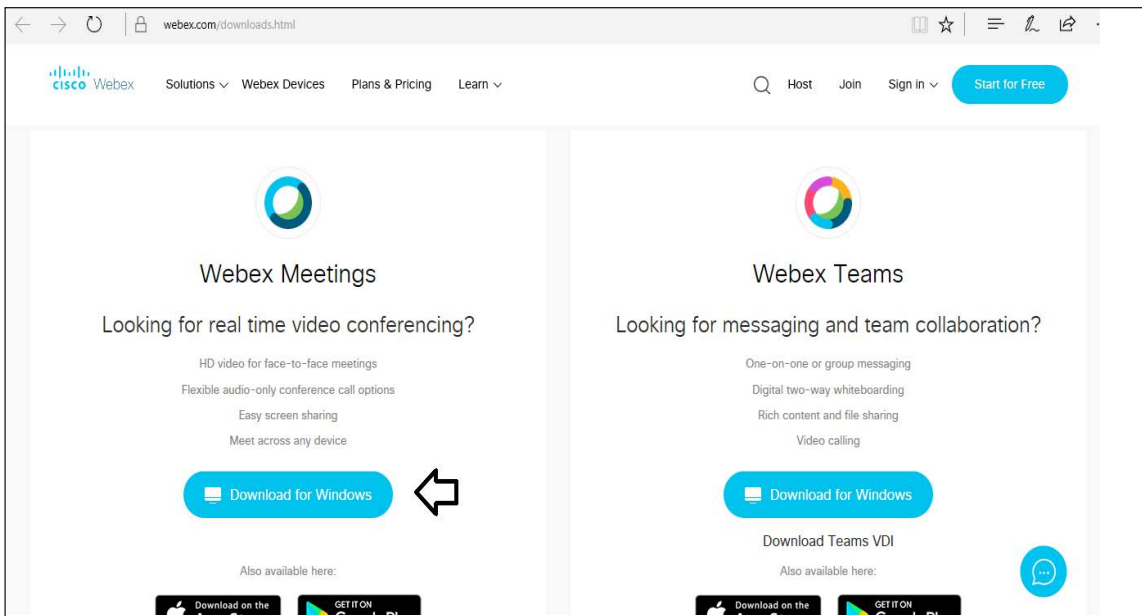 webex.com/downloads.html
cisco Webex Solutions Webex Devices Plans & Pricing Learn Host Join Sign in Start for Free
Webex Meetings
Looking for real time video conferencing?
HD video for face-to-face meetings
Flexible audio-only conference call options
Easy screen sharing
Meet across any device
Download for Windows
Also available here:
Download on the
GET IT ON
Webex Teams
Looking for messaging and team collaboration?
One-on-one or group messaging
Digital two-way whiteboarding
Rich content and file sharing
Video calling
Download for Windows
Download Teams VDI
Also available here:
Download on the
GET IT ON